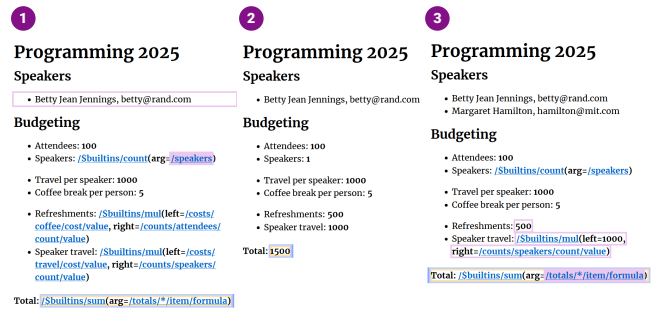 1
Programming 2025
Speakers
• Betty Jean Jennings, betty@rand.com
Budgeting
• Attendees: 100
• Speakers: /$builtins/count(arg=/speakers)
• Travel per speaker: 1000
• Coffee break per person: 5
• Refreshments: /$builtins/mul(left=/costs/
coffee/cost/value, right=/counts/attendees/
count/value)
• Speaker travel: /$builtins/mul(left=/costs/
travel/cost/value, right=/counts/speakers/
count/value)
Total: /$builtins/sum(arg=/totals/*/item/formula)
2
Programming 2025
Speakers
• Betty Jean Jennings, betty@rand.com
Budgeting
• Attendees: 100
• Speakers: 1
• Travel per speaker: 1000
• Coffee break per person: 5
• Refreshments: 500
• Speaker travel: 1000
Total: 1500
3
Programming 2025
Speakers
• Betty Jean Jennings, betty@rand.com
• Margaret Hamilton, hamilton@mit.com
Budgeting
• Attendees: 100
• Speakers: /$builtins/count(arg=/speakers)
• Travel per speaker: 1000
• Coffee break per person: 5
• Refreshments: 500
• Speaker travel: /$builtins/mul(left=1000,
right=/counts/speakers/count/value)
Total: /$builtins/sum(arg=/totals/*/item/formula)